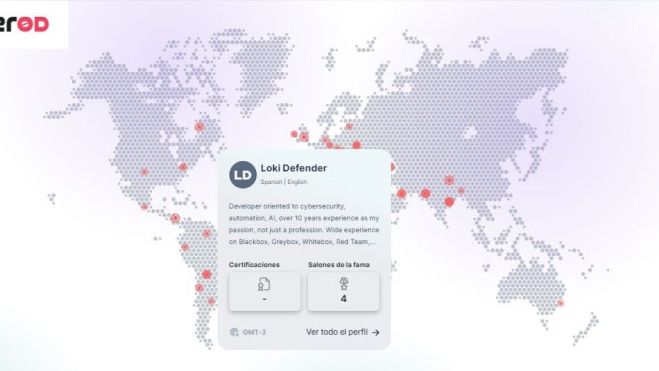 erOD
LD
Loki Defender
Spanish | English
Developer oriented to cybersecurity,
automation, AI, over 10 years experience as my
passion, not just a profession. Wide experience
on Blackbox, Greybox, Whitebox, Red Team,...
Certificaciones
Salones de la fama
-
4
GMT-3
Ver todo el perfil →